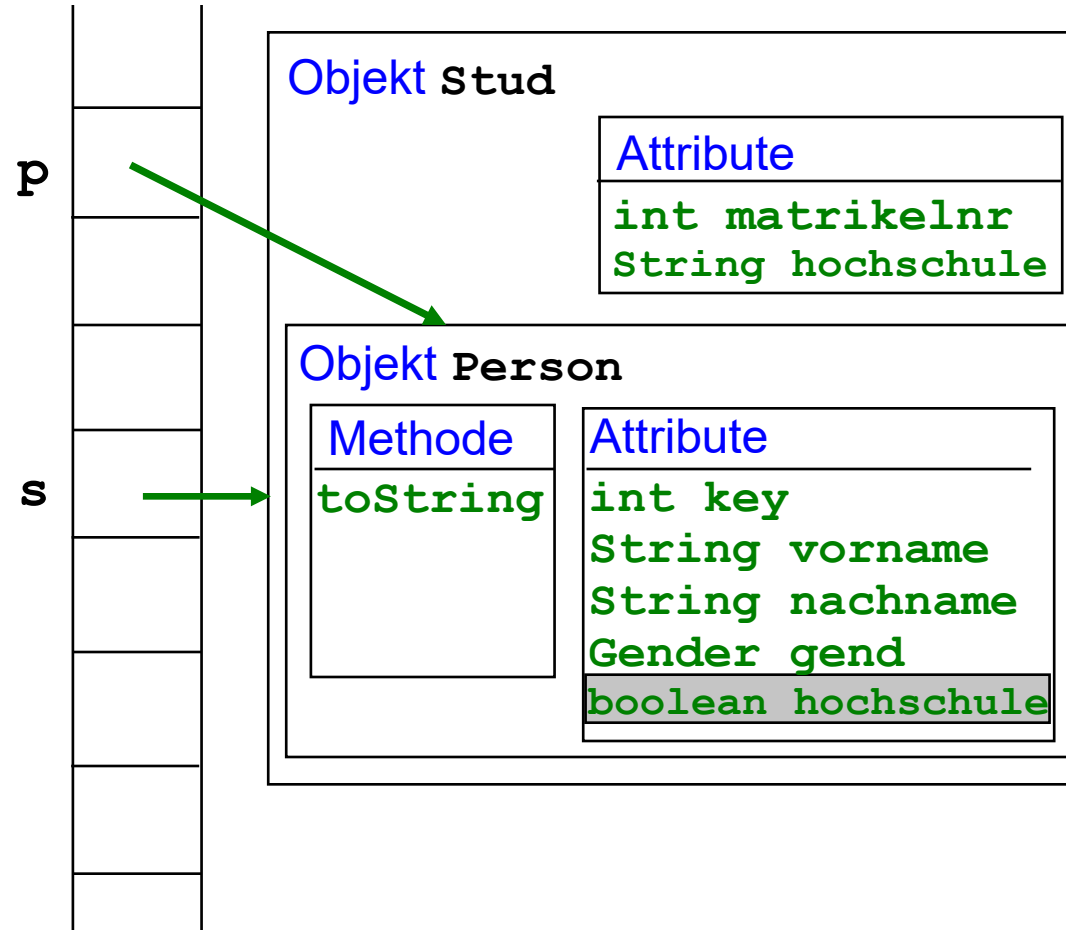 Objekt Stud
p
Attribute
int matrikelnr
String hochschule
Objekt Person
Methode
toString
s
Attribute
int key
String vorname
String nachname
Gender gend
boolean hochschule